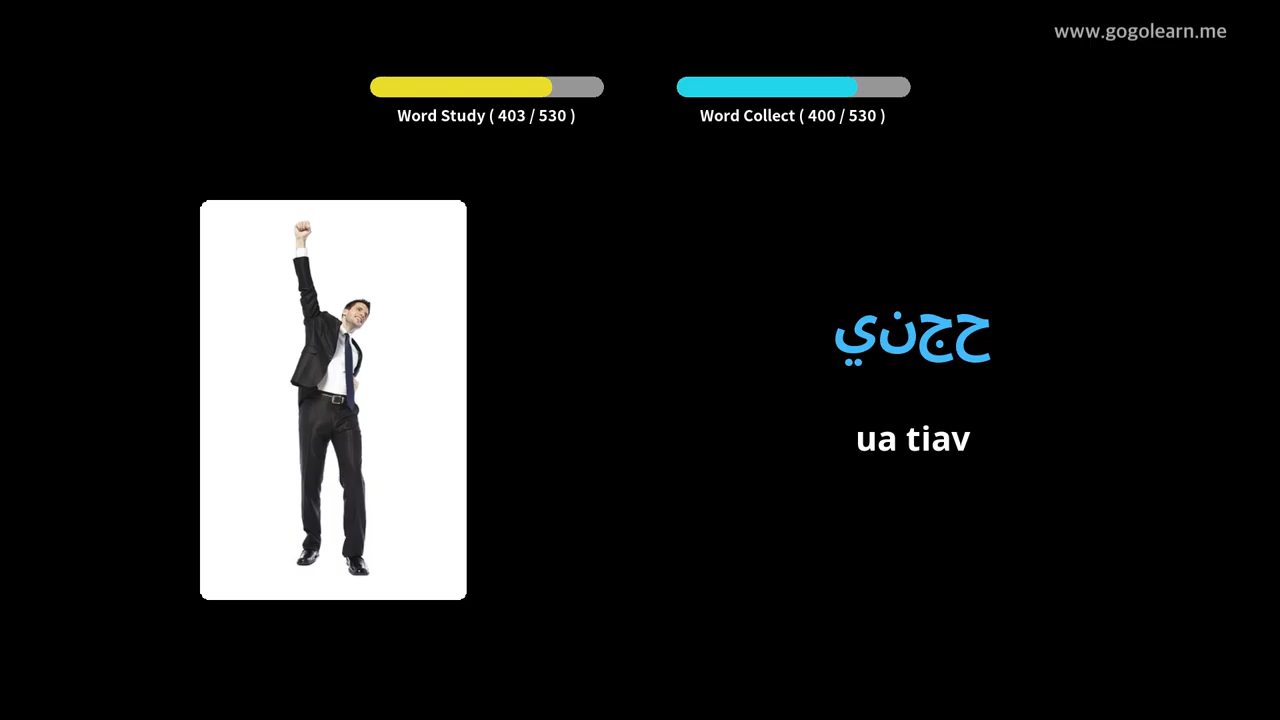 www.gogolearn.me
Word Study ( 403 / 530 )
Word Collect ( 400 / 530 )
حجني
ua tiav